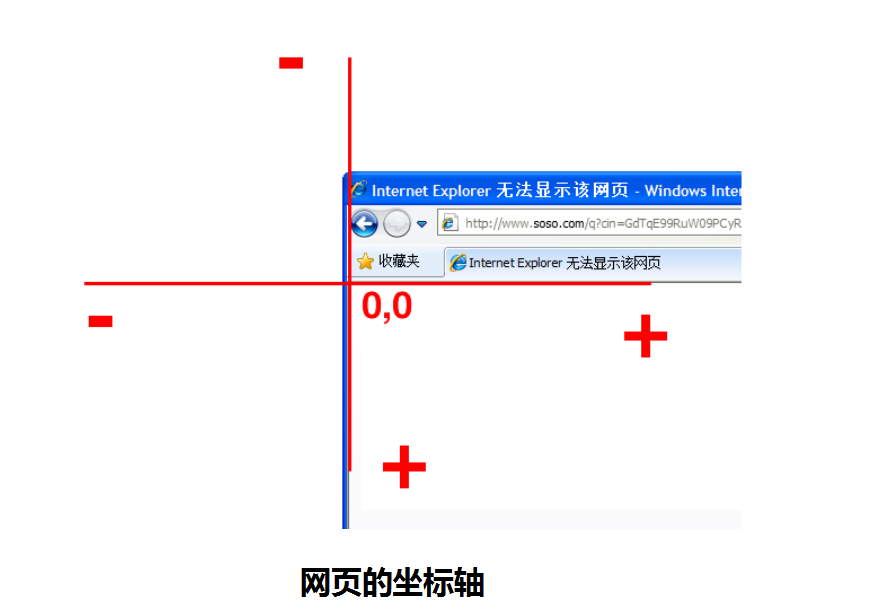 -
Internet Explorer 无法显示该网页 - Windows Inter
http://www.soso.com/q?cin=GdTqE99RuW09PCyR
收藏夹
Internet Explorer 无法显示该网页
0,0
-
+
+
网页的坐标轴